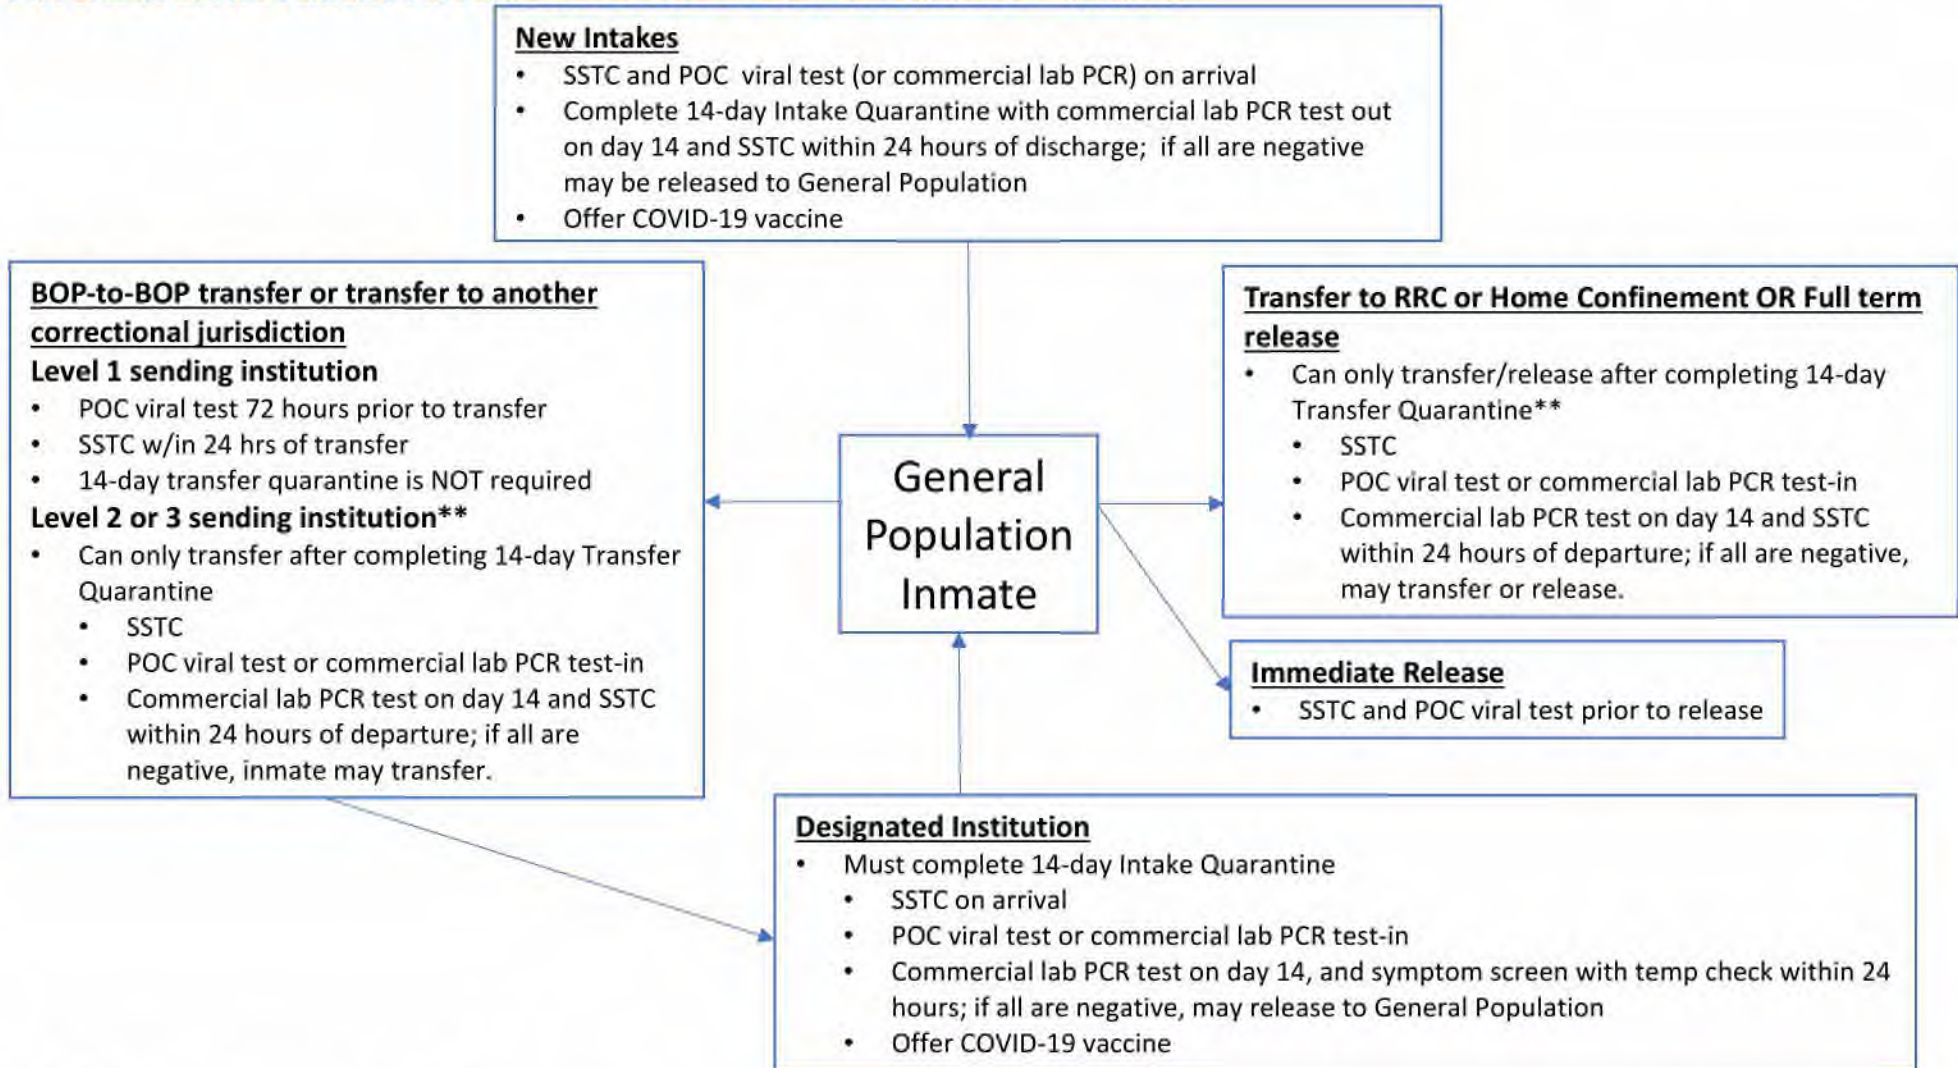 New Intakes
• SSTC and POC viral test (or commercial lab PCR) on arrival
• Complete 14-day Intake Quarantine with commercial lab PCR test out
on day 14 and SSTC within 24 hours of discharge; if all are negative
may be released to General Population
• Offer COVID-19 vaccine
BOP-to-BOP transfer or transfer to another
correctional jurisdiction
Level 1 sending institution
• POC viral test 72 hours prior to transfer
• SSTC w/in 24 hrs of transfer
• 14-day transfer quarantine is NOT required
Level 2 or 3 sending institution**
• Can only transfer after completing 14-day Transfer
Quarantine
• SSTC
• POC viral test or commercial lab PCR test-in
• Commercial lab PCR test on day 14 and SSTC
within 24 hours of departure; if all are
negative, inmate may transfer.
General
Population
Inmate
Transfer to RRC or Home Confinement OR Full term
release
• Can only transfer/release after completing 14-day
Transfer Quarantine**
• SSTC
• POC viral test or commercial lab PCR test-in
• Commercial lab PCR test on day 14 and SSTC
within 24 hours of departure; if all are negative,
may transfer or release.
Immediate Release
• SSTC and POC viral test prior to release
Designated Institution
• Must complete 14-day Intake Quarantine
• SSTC on arrival
• POC viral test or commercial lab PCR test-in
• Commercial lab PCR test on day 14, and symptom screen with temp check within 24
hours; if all are negative, may release to General Population
• Offer COVID-19 vaccine